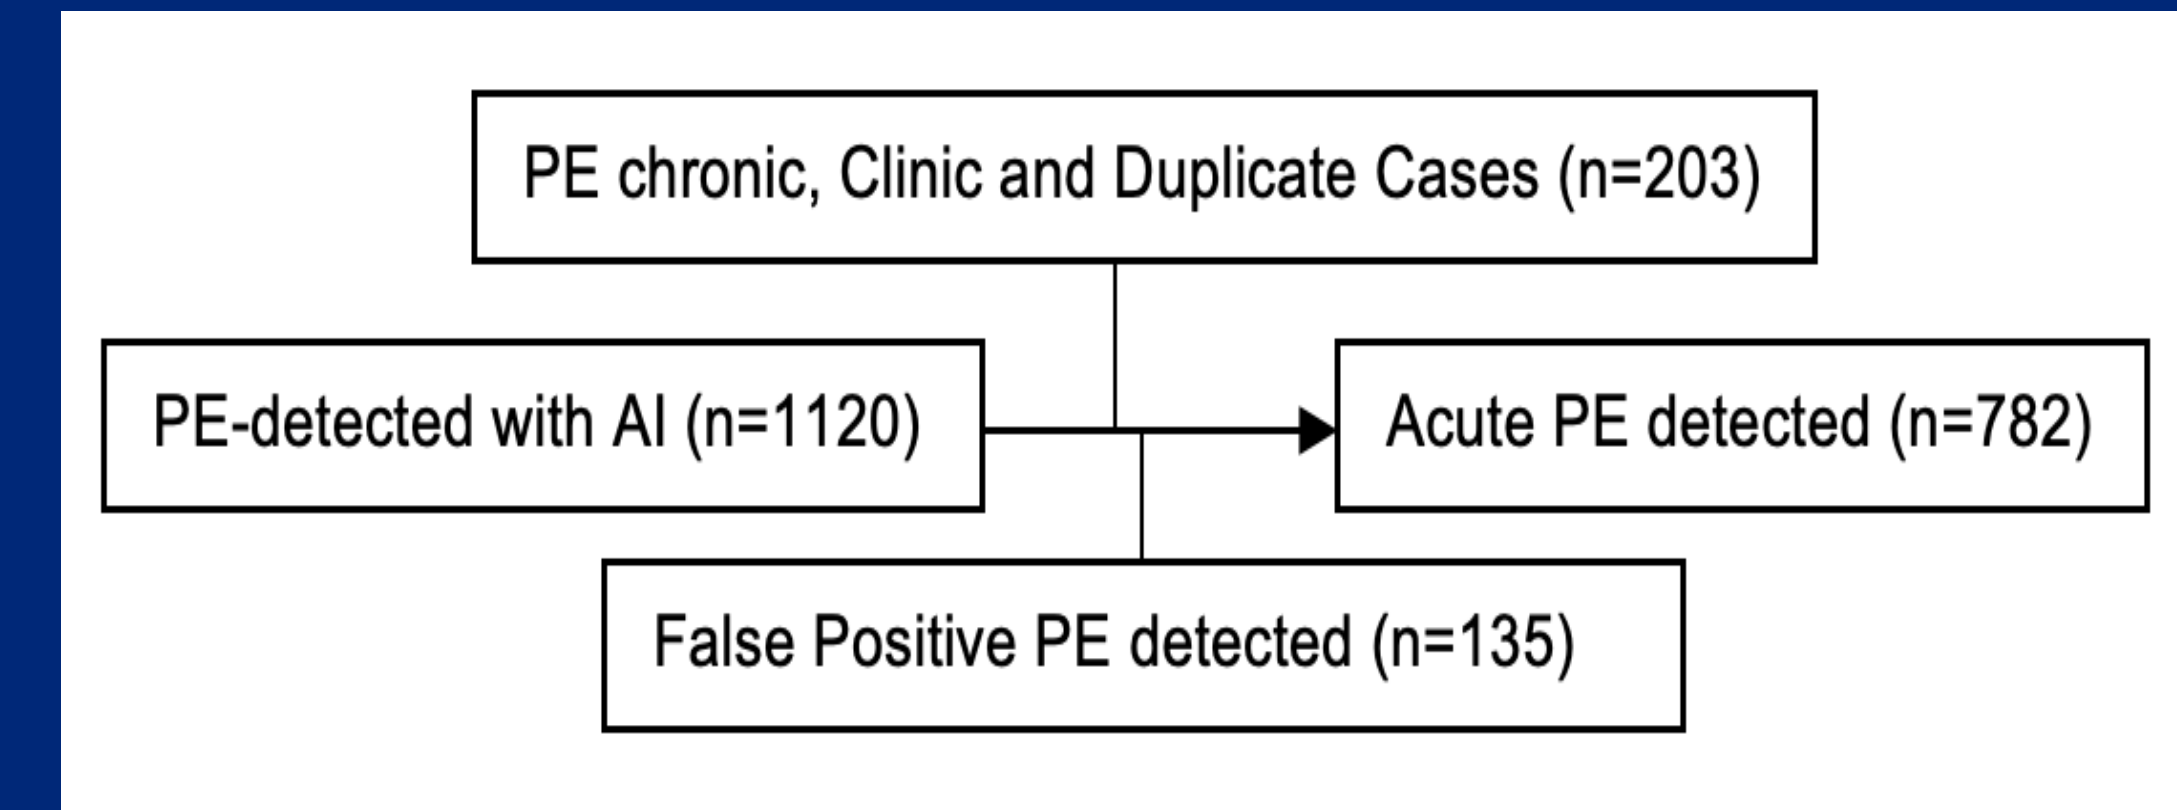 PE chronic, Clinic and Duplicate Cases (n=203)
PE-detected with AI (n=1120)
Acute PE detected (n=782)
False Positive PE detected (n=135)